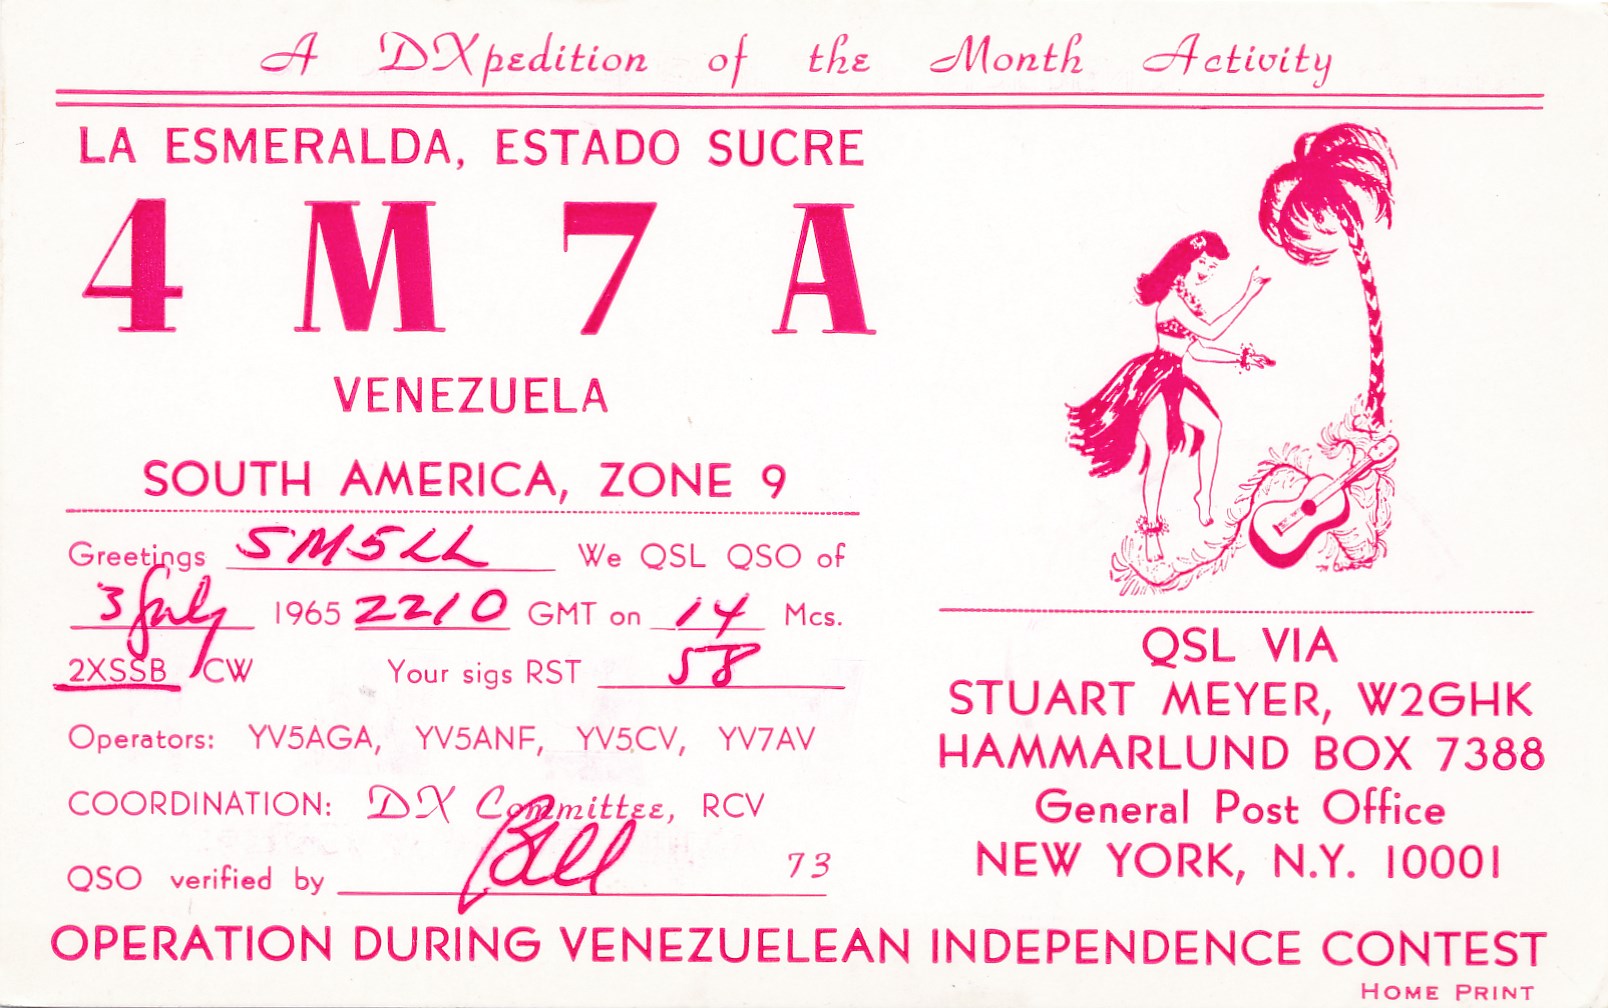 A DXpedition of the Month Activity
LA ESMERALDA, ESTADO SUCRE
4 M 7 A
VENEZUELA
SOUTH AMERICA, ZONE 9
Greetings SM5LL We QSL QSO of
3 July 1965 2210 GMT on 14 Mcs.
2XSSB CW Your sigs RST 58
Operators: YV5AGA, YV5ANF, YV5CV, YV7AV
COORDINATION: DX Committee, RCV
QSO verified by Bill 73
QSL VIA
STUART MEYER, W2GHK
HAMMARLUND BOX 7388
General Post Office
NEW YORK, N.Y. 10001
OPERATION DURING VENEZUELEAN INDEPENDENCE CONTEST
HOME PRINT